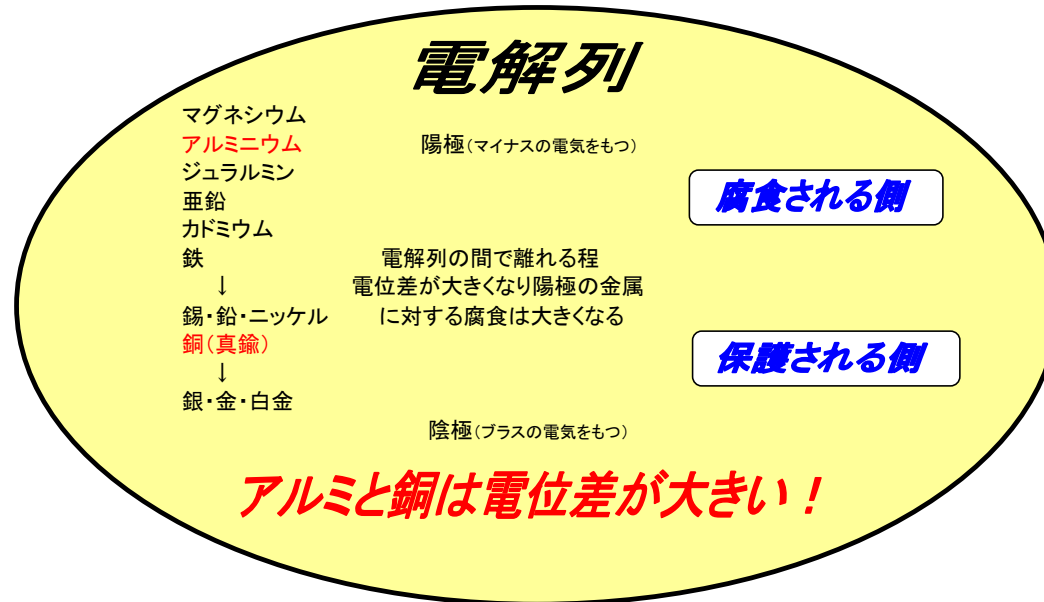 電解列
マグネシウム
アルミニウム
陽極(マイナスの電気をもつ)
ジュラルミン
亜鉛
腐食される側
カドミウム
鉄
電解列の間で離れる程
↓
電位差が大きくなり陽極の金属
錫・鉛・ニッケル
に対する腐食は大きくなる
銅(真鍮)
保護される側
↓
銀・金・白金
陰極(プラスの電気をもつ)
アルミと銅は電位差が大きい!